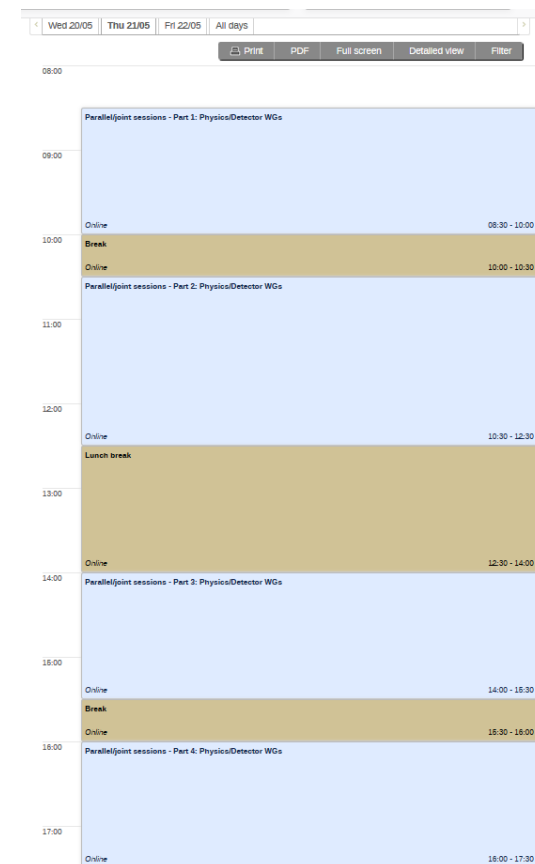 Wed 20/05 Thu 21/05 Fri 22/05 All days
Print PDF Full screen Detailed view Filter
08:00
Parallel/joint sessions - Part 1: Physics/Detector WGs
09:00
Online 08:30 - 10:00
10:00
Break
Online 10:00 - 10:30
Parallel/joint sessions - Part 2: Physics/Detector WGs
11:00
12:00
Online 10:30 - 12:30
Lunch break
13:00
Online 12:30 - 14:00
14:00
Parallel/joint sessions - Part 3: Physics/Detector WGs
15:00
Online 14:00 - 15:30
Break
Online 15:30 - 16:00
16:00
Parallel/joint sessions - Part 4: Physics/Detector WGs
17:00
Online 16:00 - 17:30